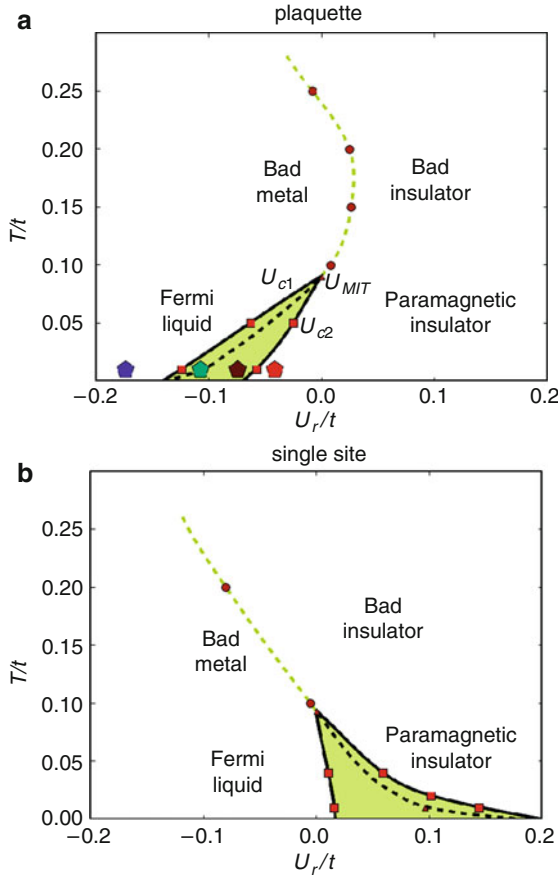 a
plaquette
0.25
0.20
0.15
0.10
0.05
0
T/t
Bad
metal
Bad
insulator
Fermi
liquid
Uc1
UMIT
Uc2
Paramagnetic
insulator
−0.2
−0.1
0.0
0.1
0.2
Ur/t
b
single site
0.25
0.20
0.15
0.10
0.05
0.00
T/t
Bad
metal
Bad
insulator
Fermi
liquid
Paramagnetic
insulator
−0.2
−0.1
0.0
0.1
0.2
Ur/t